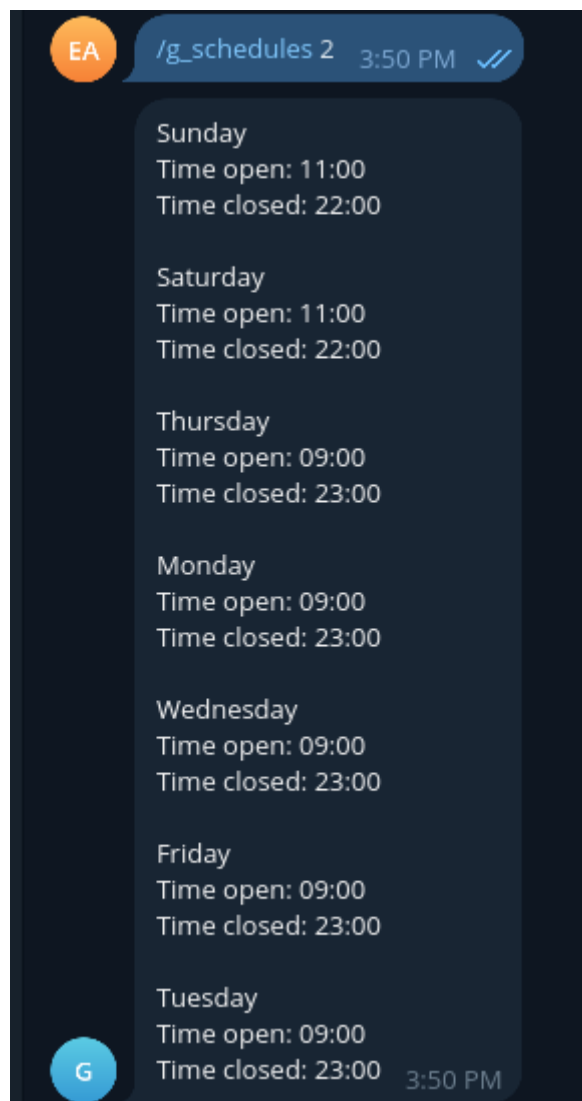 EA
/g_schedules 2 3:50 PM
Sunday
Time open: 11:00
Time closed: 22:00
Saturday
Time open: 11:00
Time closed: 22:00
Thursday
Time open: 09:00
Time closed: 23:00
Monday
Time open: 09:00
Time closed: 23:00
Wednesday
Time open: 09:00
Time closed: 23:00
Friday
Time open: 09:00
Time closed: 23:00
Tuesday
Time open: 09:00
Time closed: 23:00 3:50 PM
G